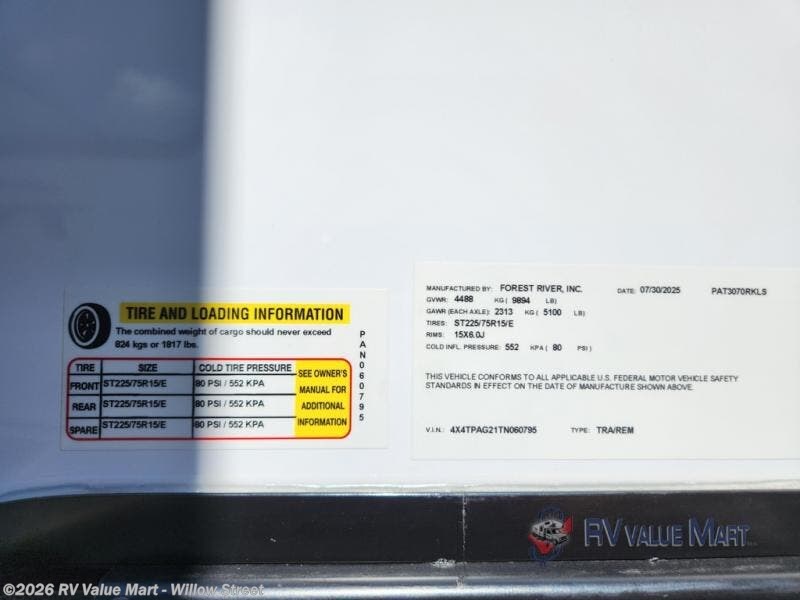 TIRE AND LOADING INFORMATION
The combined weight of cargo should never exceed
824 kgs or 1817 lbs.
TIRE SIZE COLD TIRE PRESSURE SEE OWNER'S MANUAL FOR ADDITIONAL INFORMATION
FRONT ST225/75R15/E 80 PSI / 552 KPA
REAR ST225/75R15/E 80 PSI / 552 KPA
SPARE ST225/75R15/E 80 PSI / 552 KPA
PAN060795
MANUFACTURED BY: FOREST RIVER, INC. DATE: 07/30/2025 PAT3070RKLS
GVWR: 4488 KG ( 9894 LB)
GAWR (EACH AXLE): 2313 KG ( 5100 LB)
TIRES: ST225/75R15/E
RIMS: 15X6.0J
COLD INFL. PRESSURE: 552 KPA ( 80 PSI )
THIS VEHICLE CONFORMS TO ALL APPLICABLE U.S. FEDERAL MOTOR VEHICLE SAFETY
STANDARDS IN EFFECT ON THE DATE OF MANUFACTURE SHOWN ABOVE.
V.I.N.: 4X4TPAG21TN060795 TYPE: TRA/REM
RV VALUE MART
©2026 RV Value Mart - Willow Street